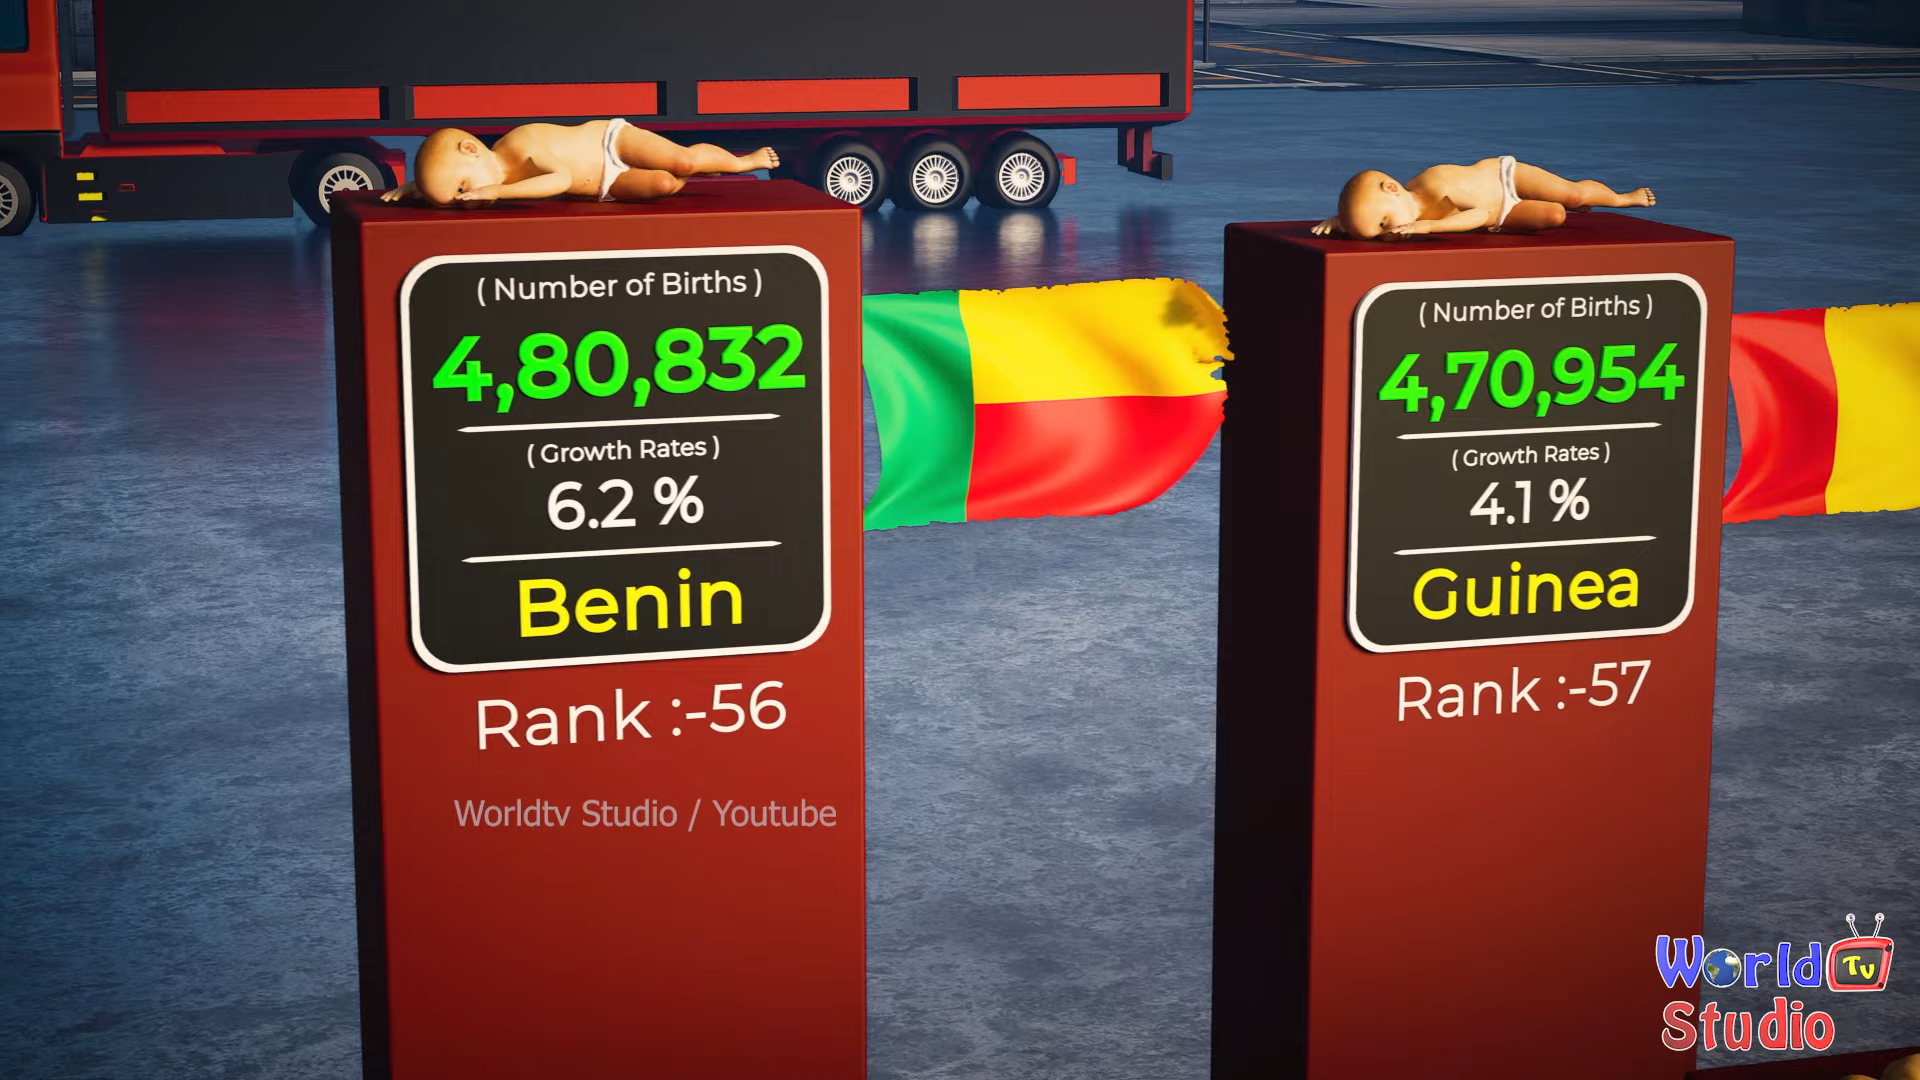 ( Number of Births )
4,80,832
( Growth Rates )
6.2 %
Benin
Rank :-56
Worldtv Studio / Youtube
( Number of Births )
4,70,954
( Growth Rates )
4.1 %
Guinea
Rank :-57
World Tv
Studio